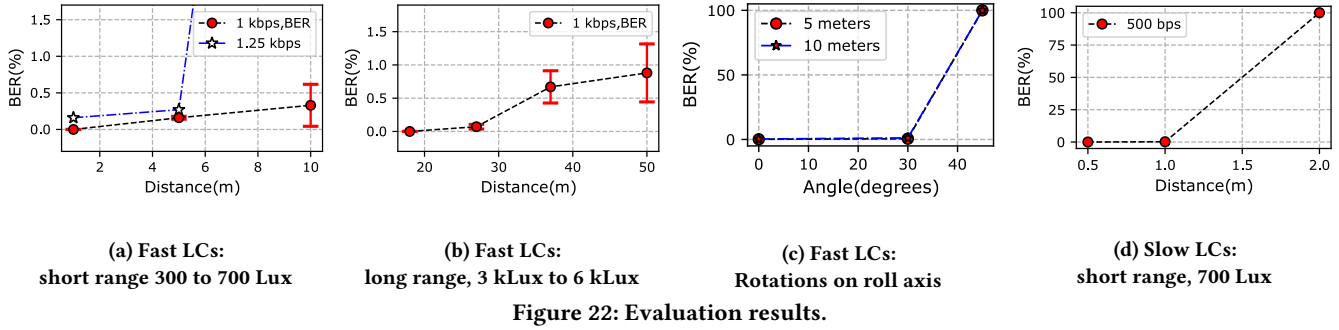 1.5
1.0
0.5
0.0
BER(%)
1 kbps,BER
1.25 kbps
2 4 6 8 10
Distance(m)
(a) Fast LCs:
short range 300 to 700 Lux
1.5
1.0
0.5
0.0
BER(%)
1 kbps,BER
20 30 40 50
Distance(m)
(b) Fast LCs:
long range, 3 kLux to 6 kLux
100
50
0
BER(%)
5 meters
10 meters
0 20 40
Angle(degrees)
(c) Fast LCs:
Rotations on roll axis
100
75
50
25
0
BER(%)
500 bps
0.5 1.0 1.5 2.0
Distance(m)
(d) Slow LCs:
short range, 700 Lux
Figure 22: Evaluation results.